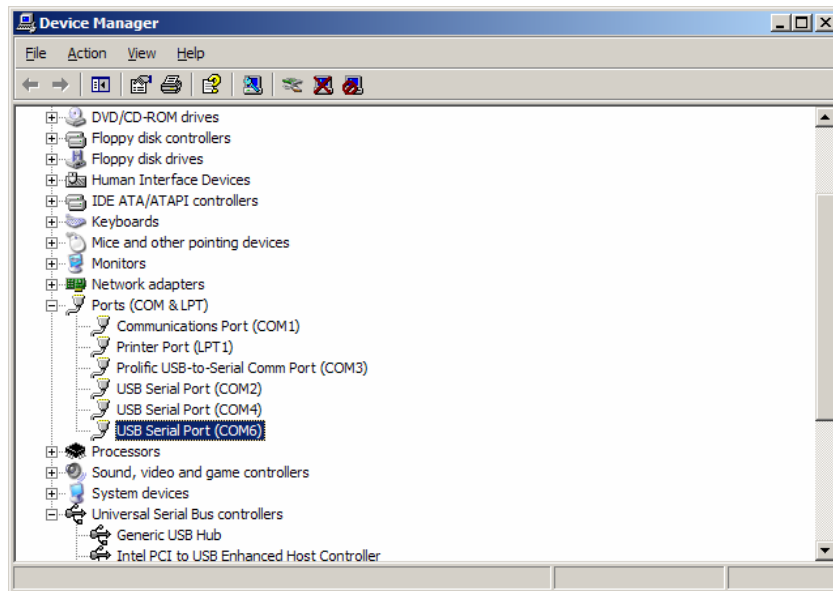 Device Manager
File Action View Help
DVD/CD-ROM drives
Floppy disk controllers
Floppy disk drives
Human Interface Devices
IDE ATA/ATAPI controllers
Keyboards
Mice and other pointing devices
Monitors
Network adapters
Ports (COM & LPT)
Communications Port (COM1)
Printer Port (LPT1)
Prolific USB-to-Serial Comm Port (COM3)
USB Serial Port (COM2)
USB Serial Port (COM4)
USB Serial Port (COM6)
Processors
Sound, video and game controllers
System devices
Universal Serial Bus controllers
Generic USB Hub
Intel PCI to USB Enhanced Host Controller